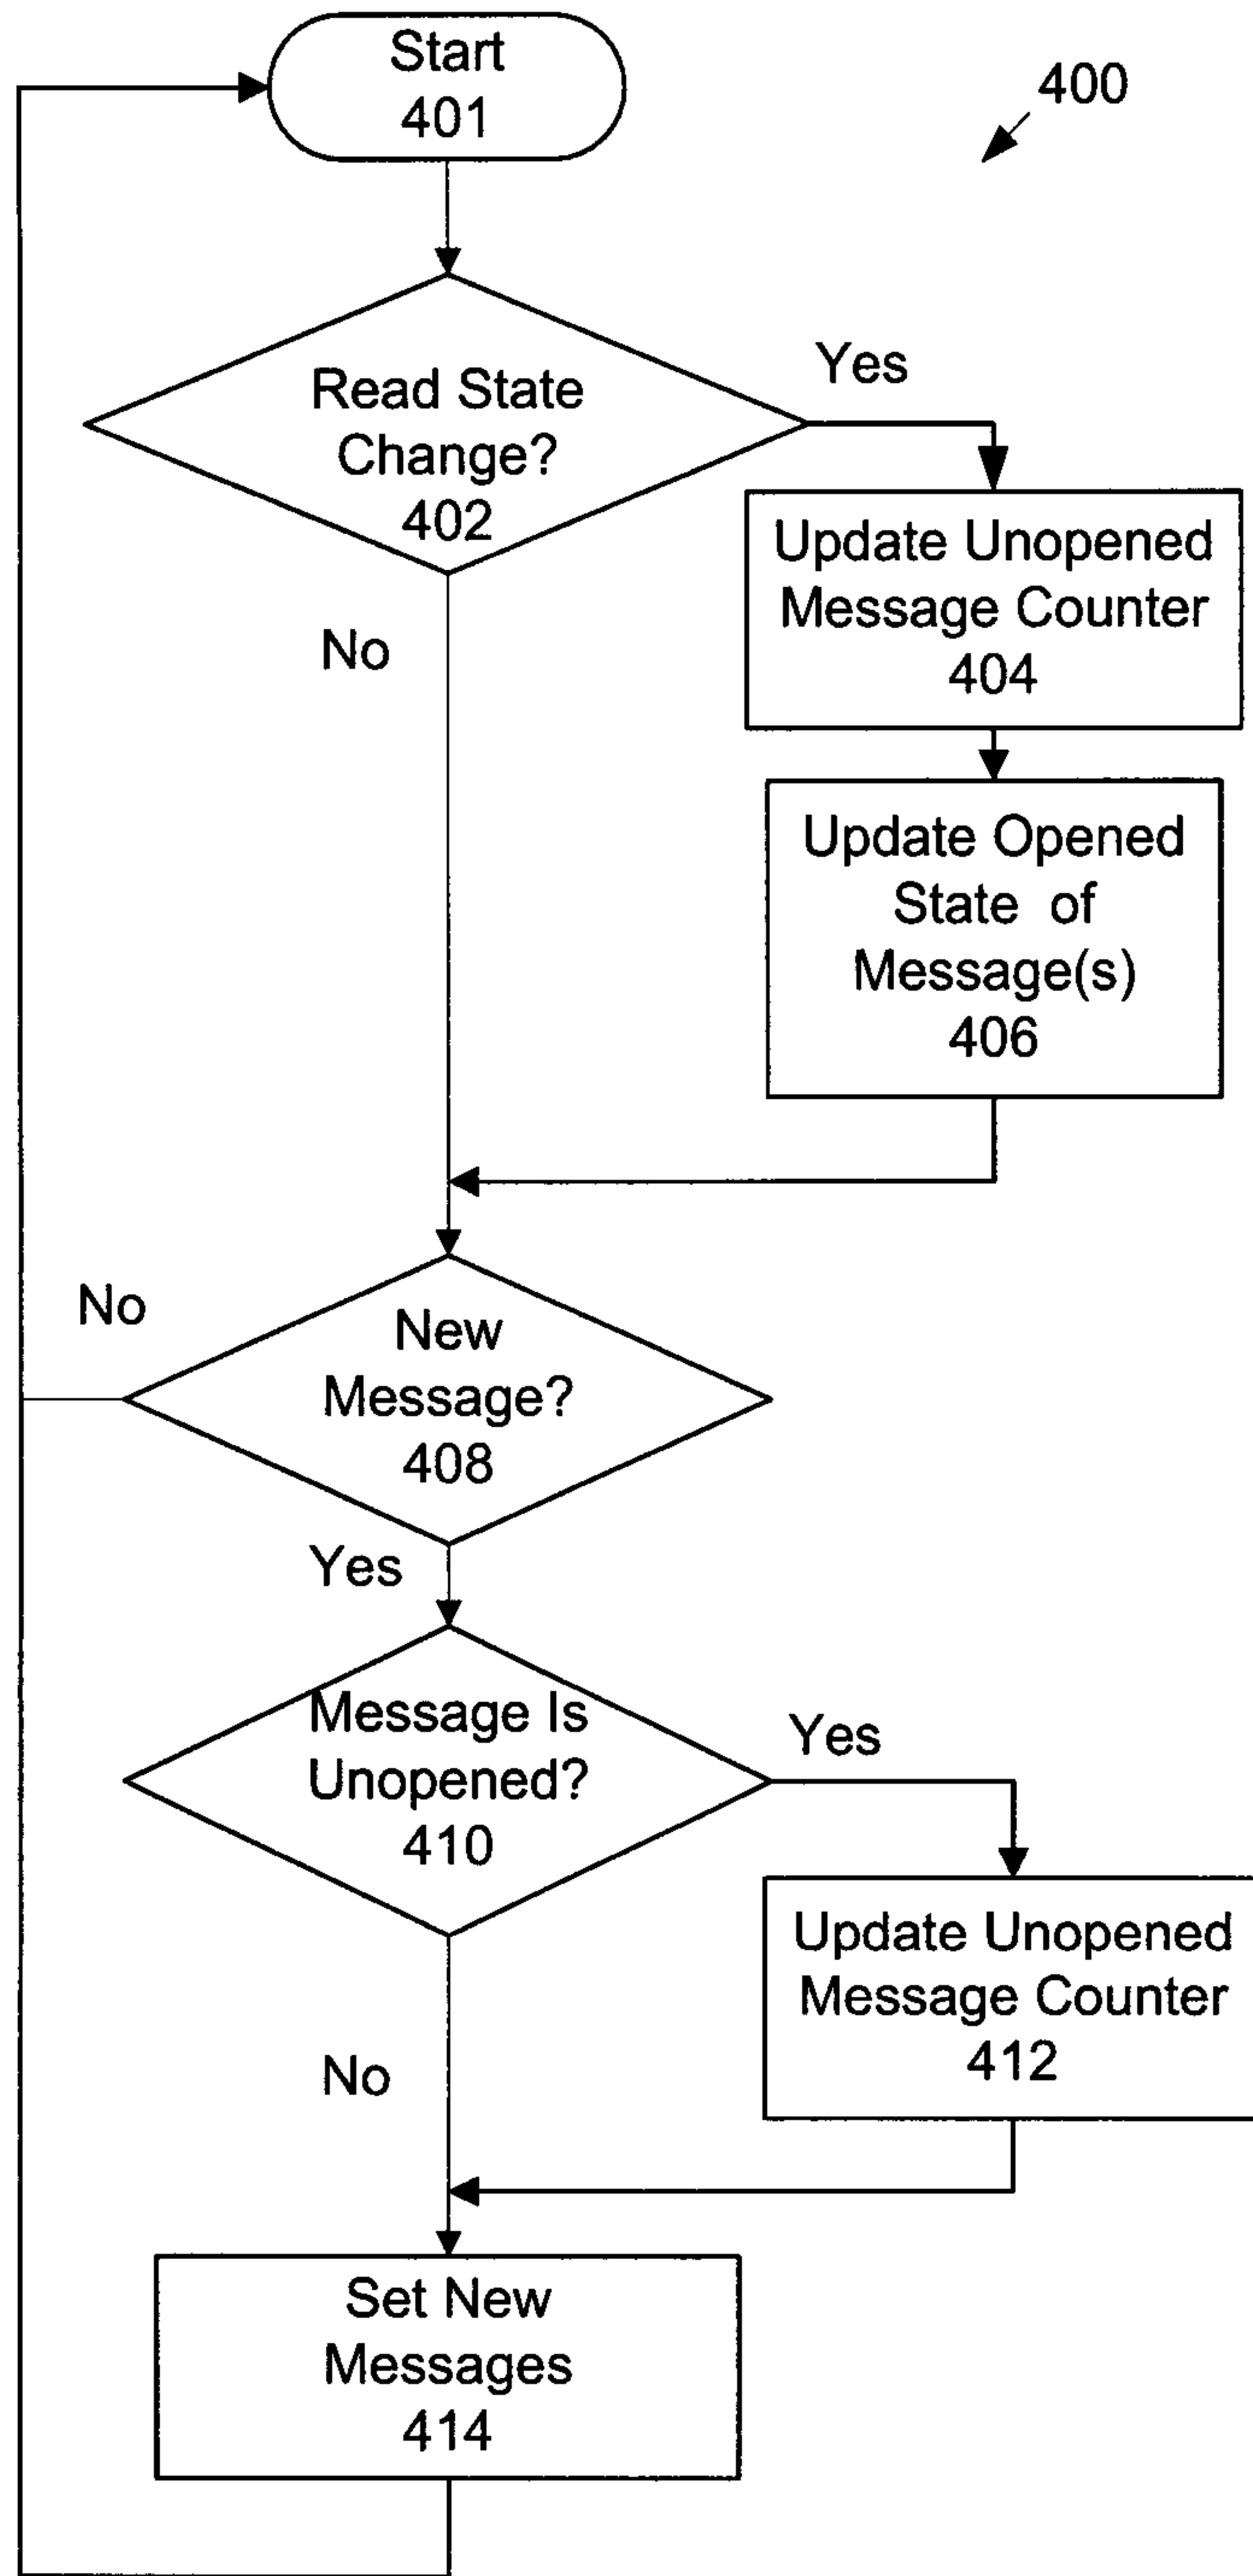 Start
401
400
Read State
Change?
402
Yes
No
Update Unopened
Message Counter
404
Update Opened
State of
Message(s)
406
No
New
Message?
408
Yes
Message Is
Unopened?
410
Yes
No
Update Unopened
Message Counter
412
Set New
Messages
414